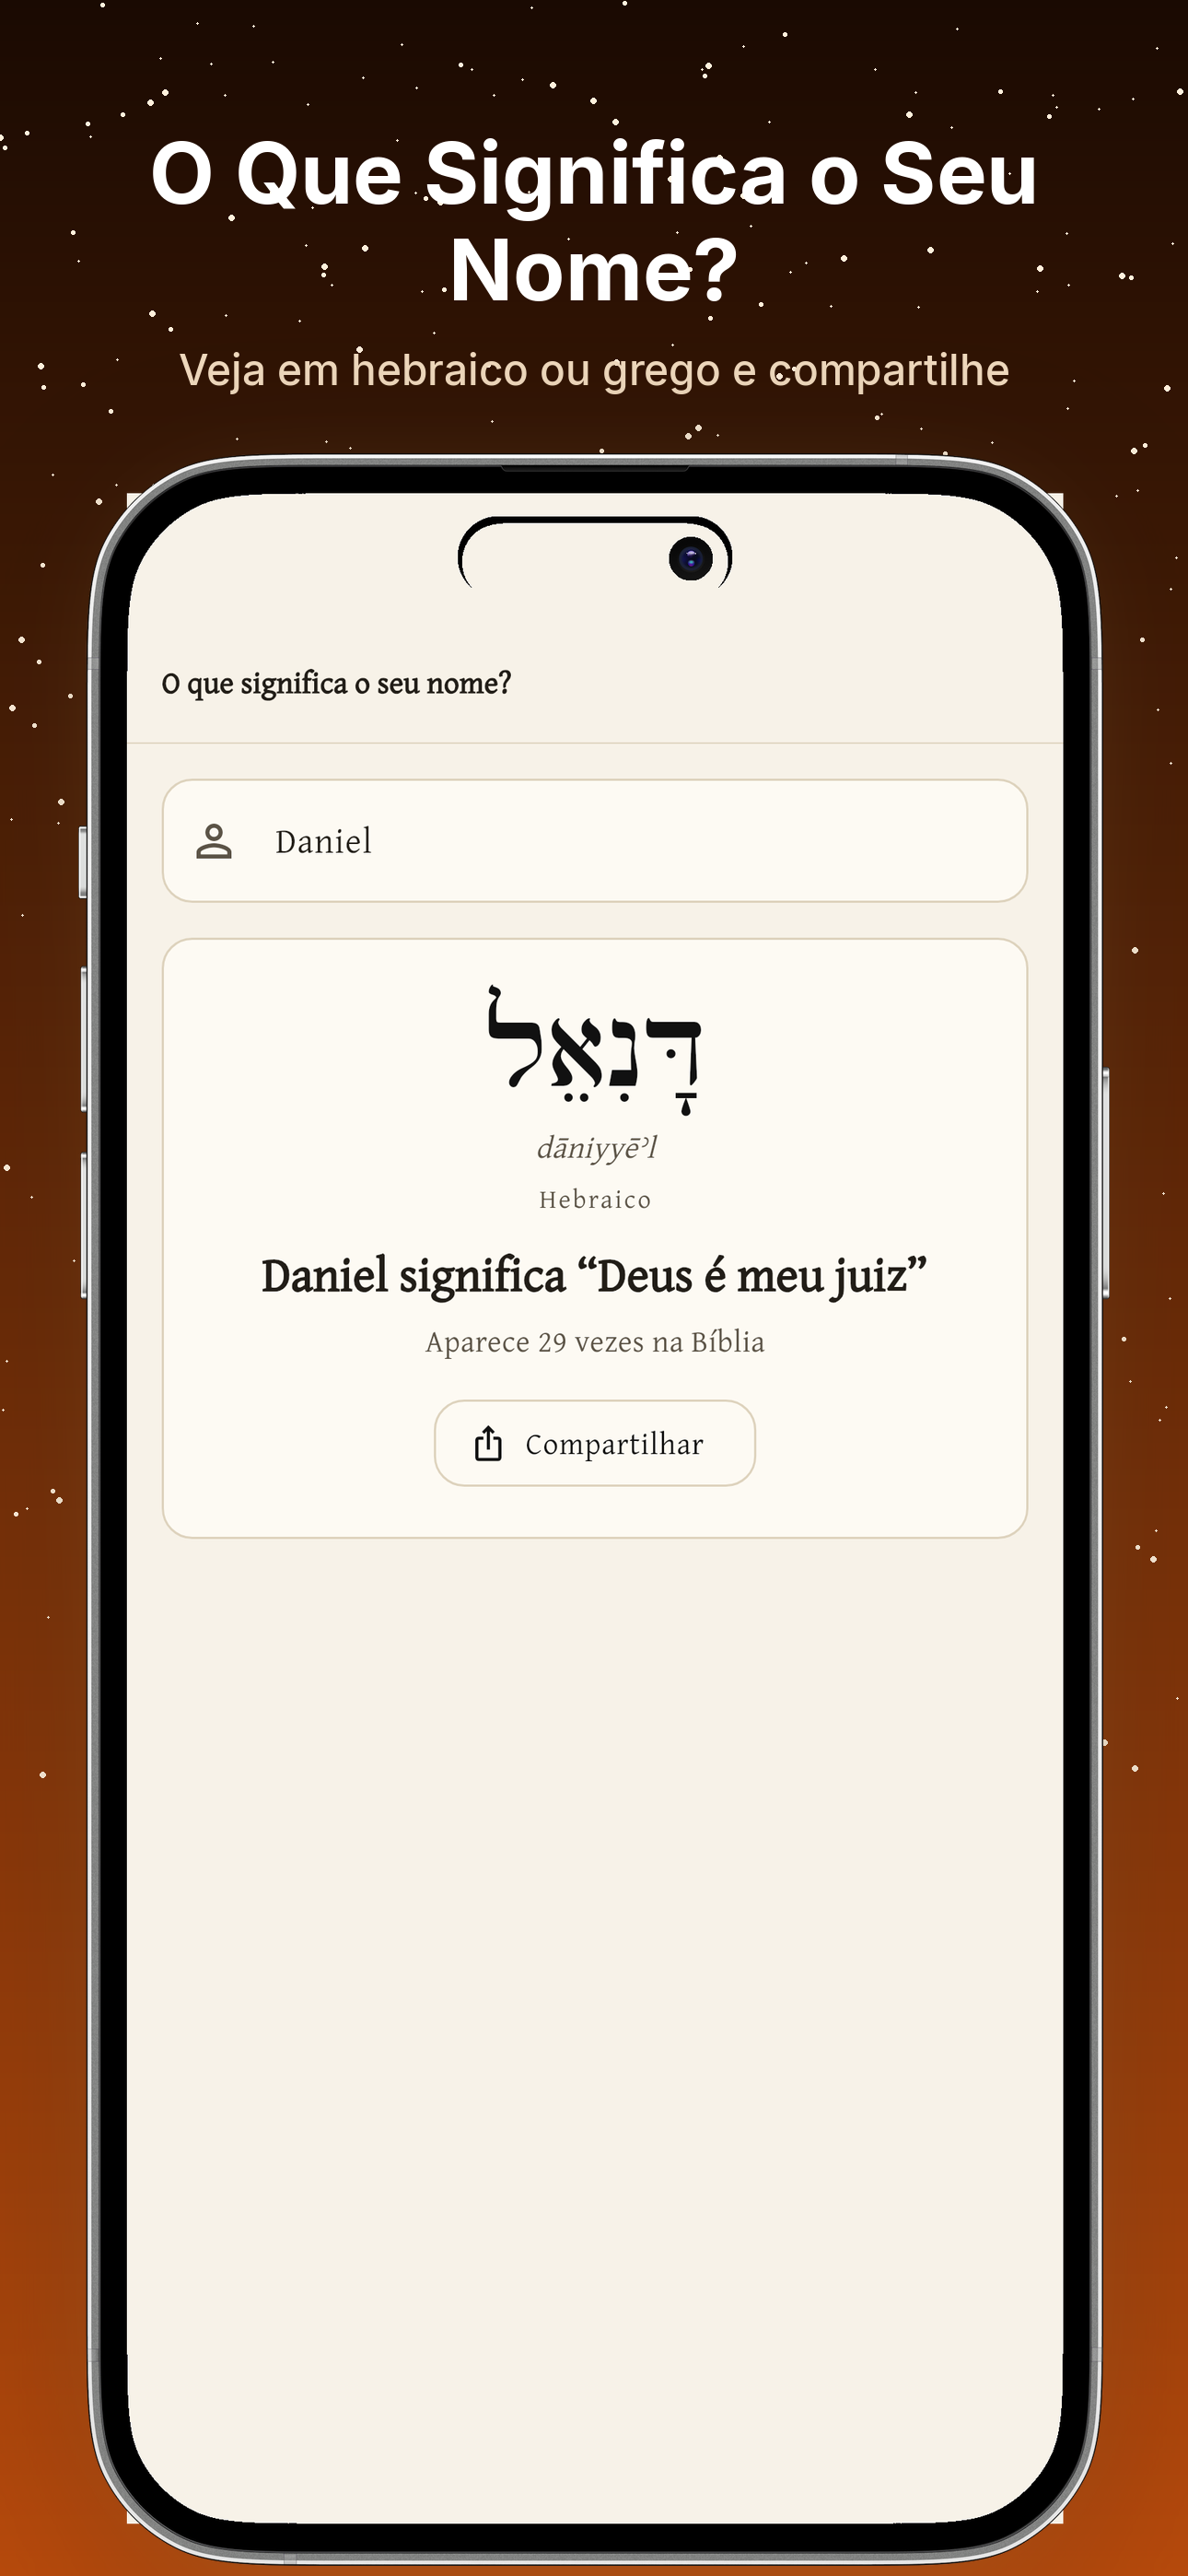 O Que Significa o Seu
Nome?
Veja em hebraico ou grego e compartilhe
O que significa o seu nome?
Daniel
דָּנִאֵל
dāniyyēʾl
Hebraico
Daniel significa “Deus é meu juiz”
Aparece 29 vezes na Bíblia
Compartilhar